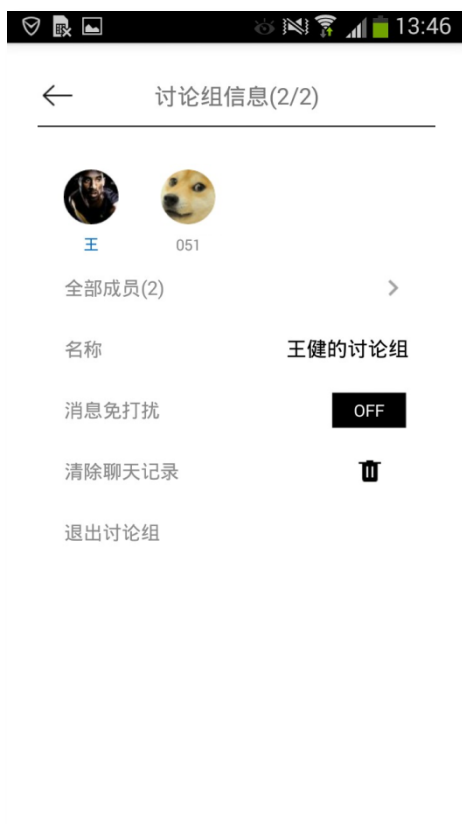 13:46
讨论组信息(2/2)
王 051
全部成员(2)
名称 王健的讨论组
消息免打扰 OFF
清除聊天记录
退出讨论组